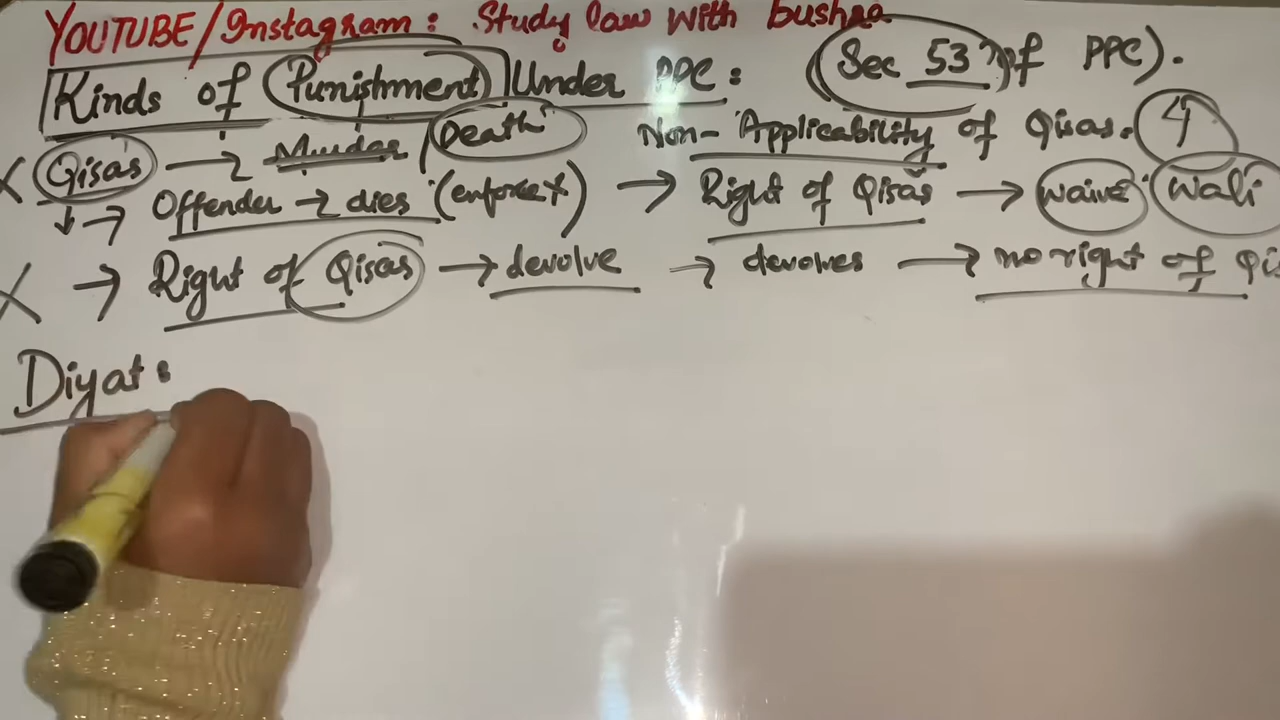 YOUTUBE/Instagram: Study law with bushra
Kinds of Punishment Under PPC: (Sec 53 of PPC).
Qisas → Murder / Death Non-Applicability of Qisas. 4
↓ → Offender → dies (enforce x) → Right of Qisas → waive Wali
→ Right of Qisas → devolve → devolves → no right of Qi
Diyat: